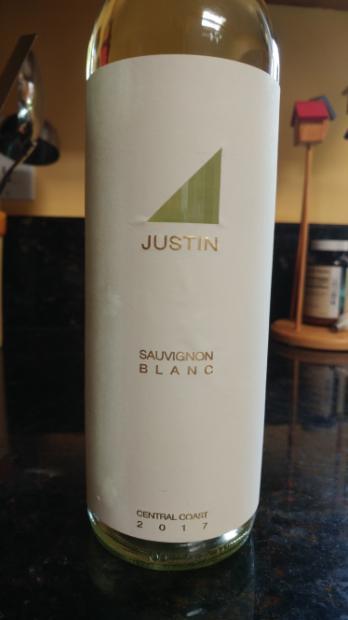 JUSTIN
SAUVIGNON
BLANC
CENTRAL COAST
2017